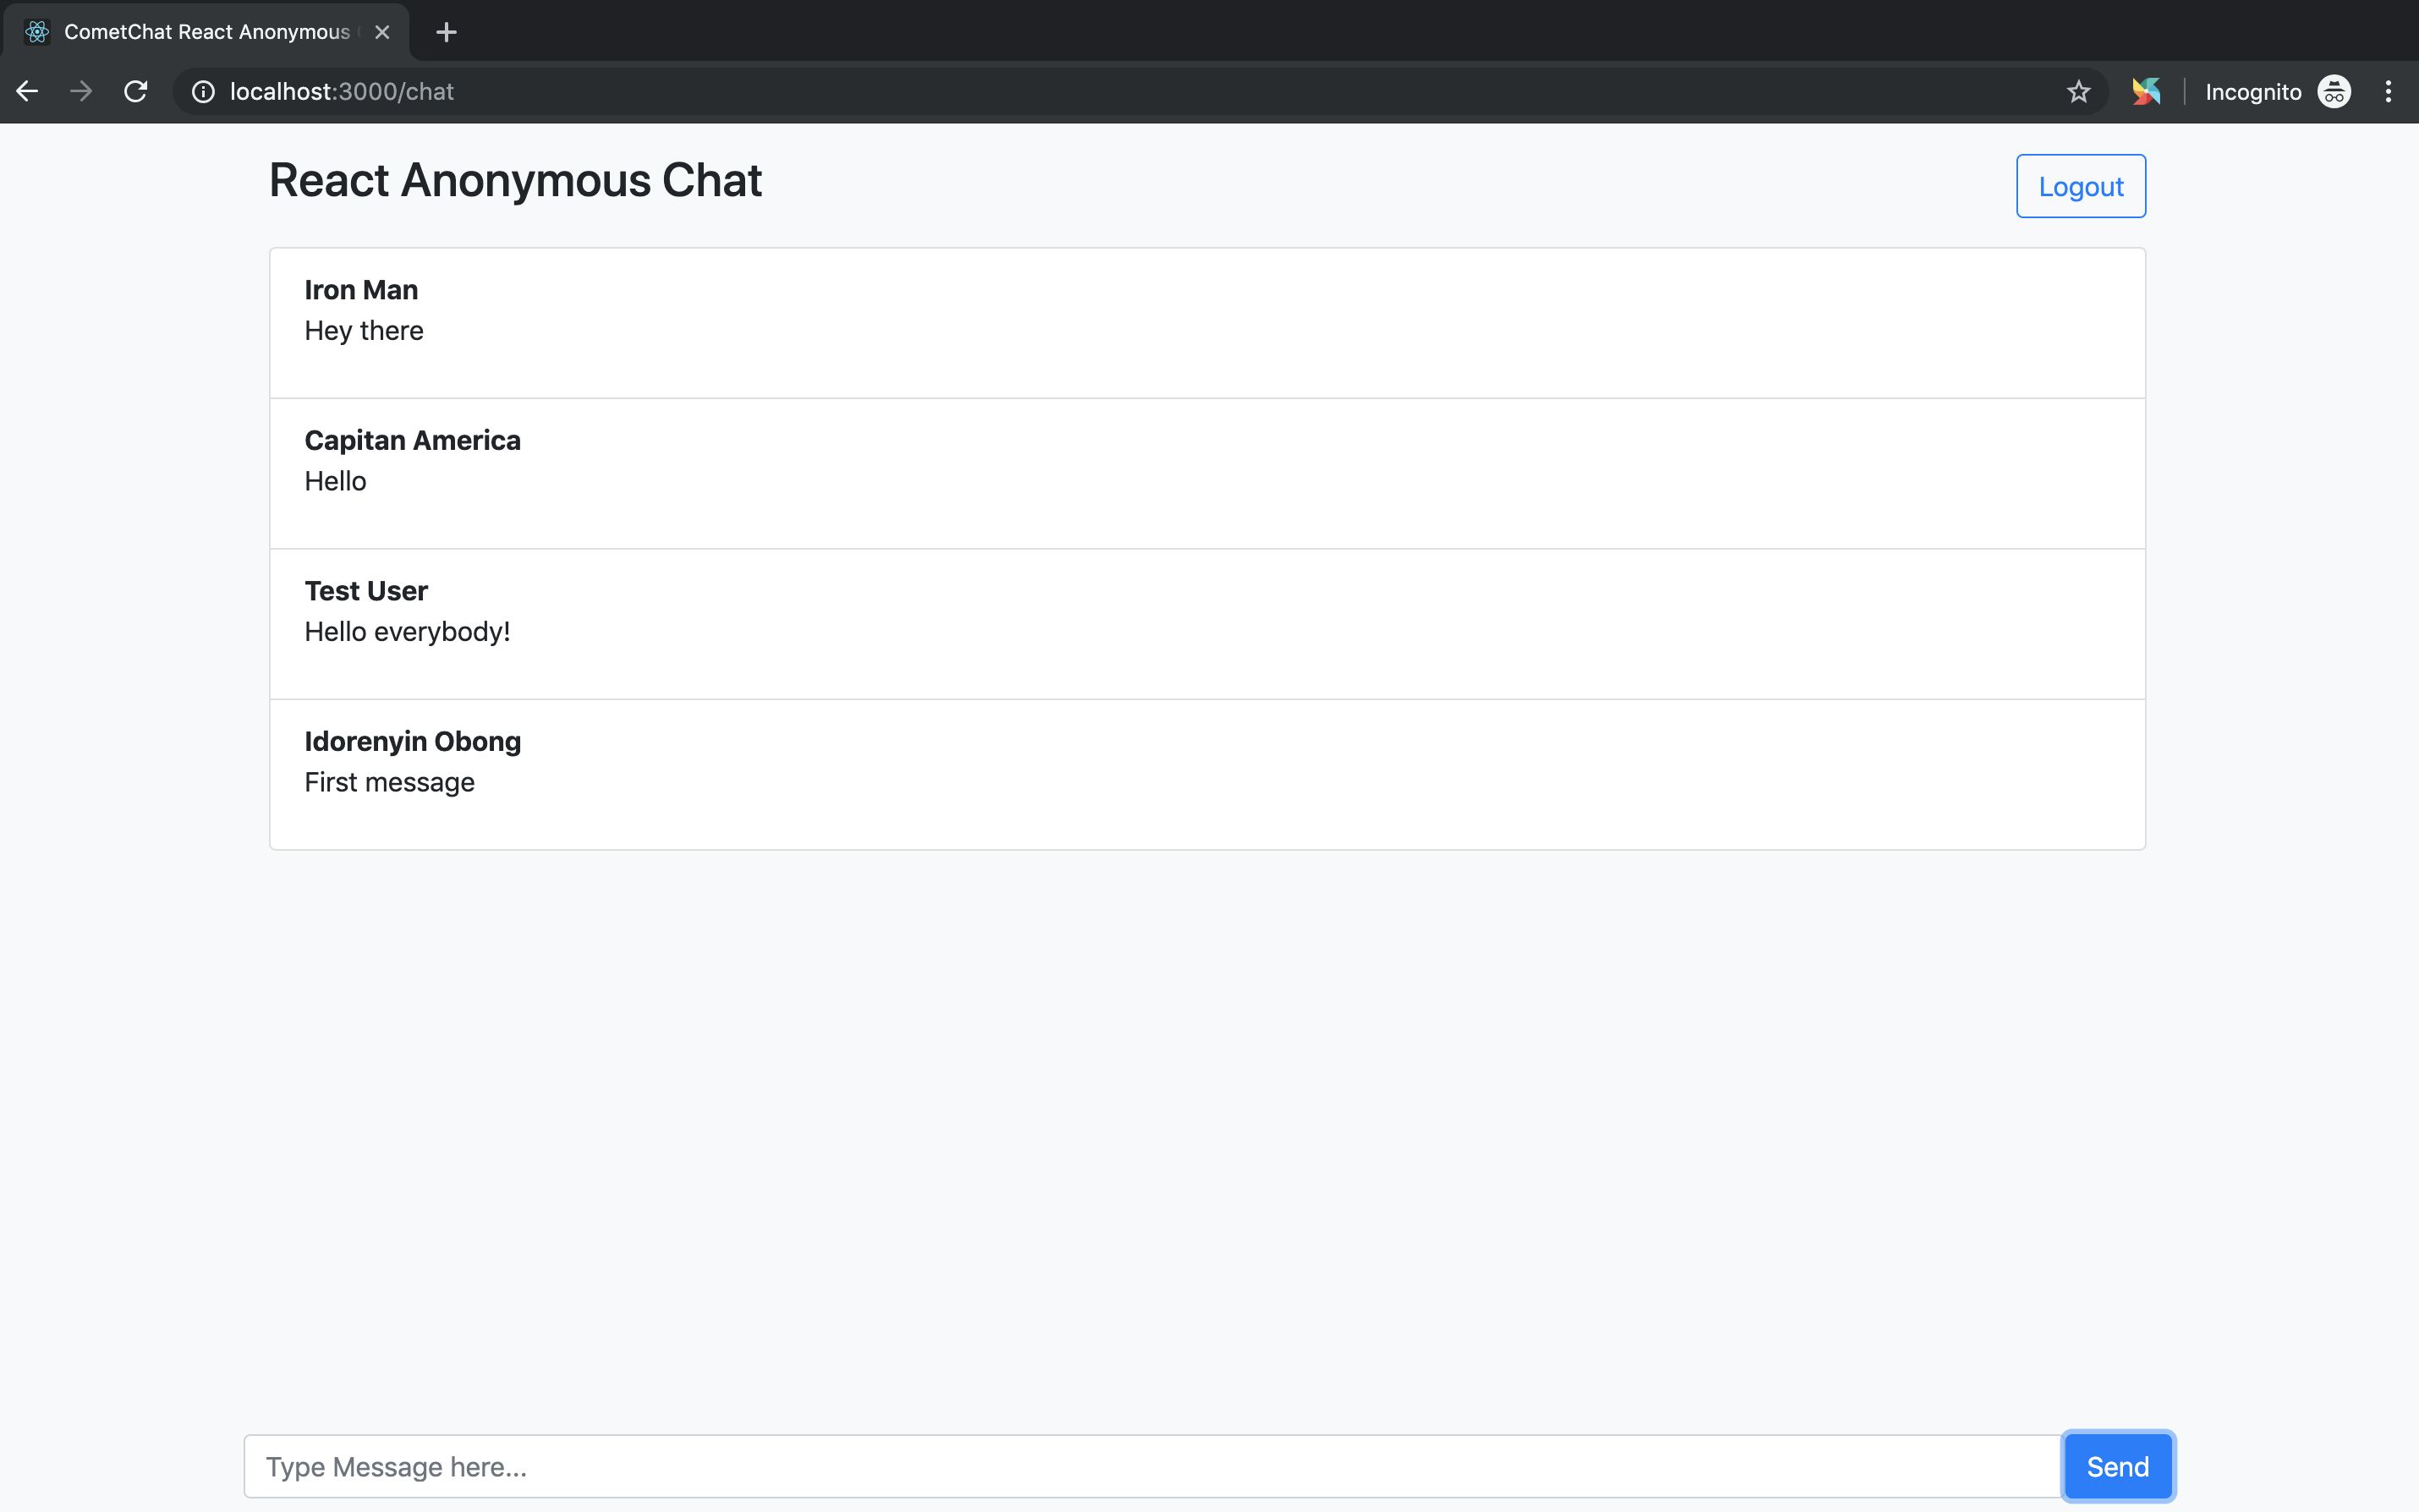 CometChat React Anonymous
localhost:3000/chat
Incognito
React Anonymous Chat
Logout
Iron Man
Hey there
Capitan America
Hello
Test User
Hello everybody!
Idorenyin Obong
First message
Type Message here...
Send